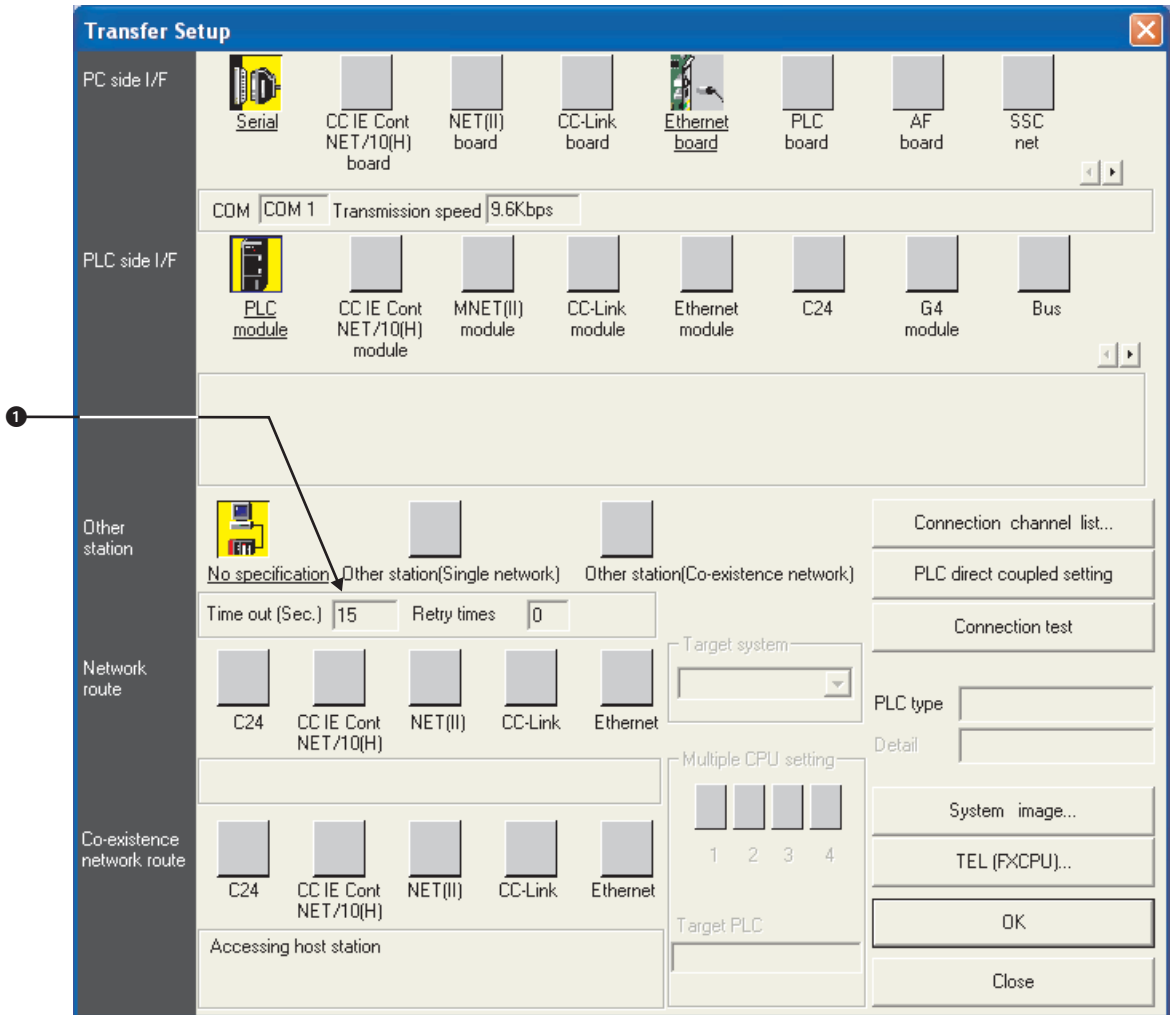 Transfer Setup
PC side I/F
Serial
CC IE Cont
NET/10(H)
board
NET(II)
board
CC-Link
board
Ethernet
board
PLC
board
AF
board
SSC
net
COM COM 1 Transmission speed 9.6Kbps
PLC side I/F
PLC
module
CC IE Cont
NET/10(H)
module
MNET(II)
module
CC-Link
module
Ethernet
module
C24
G4
module
Bus
1
Other
station
No specification
Other station(Single network)
Other station(Co-existence network)
Time out (Sec.) 15 Retry times 0
Connection channel list...
PLC direct coupled setting
Connection test
Network
route
C24
CC IE Cont
NET/10(H)
NET(II)
CC-Link
Ethernet
Target system
PLC type
Detail
Multiple CPU setting
1 2 3 4
Target PLC
System image...
TEL (FXCPU)...
OK
Close
Co-existence
network route
C24
CC IE Cont
NET/10(H)
NET(II)
CC-Link
Ethernet
Accessing host station